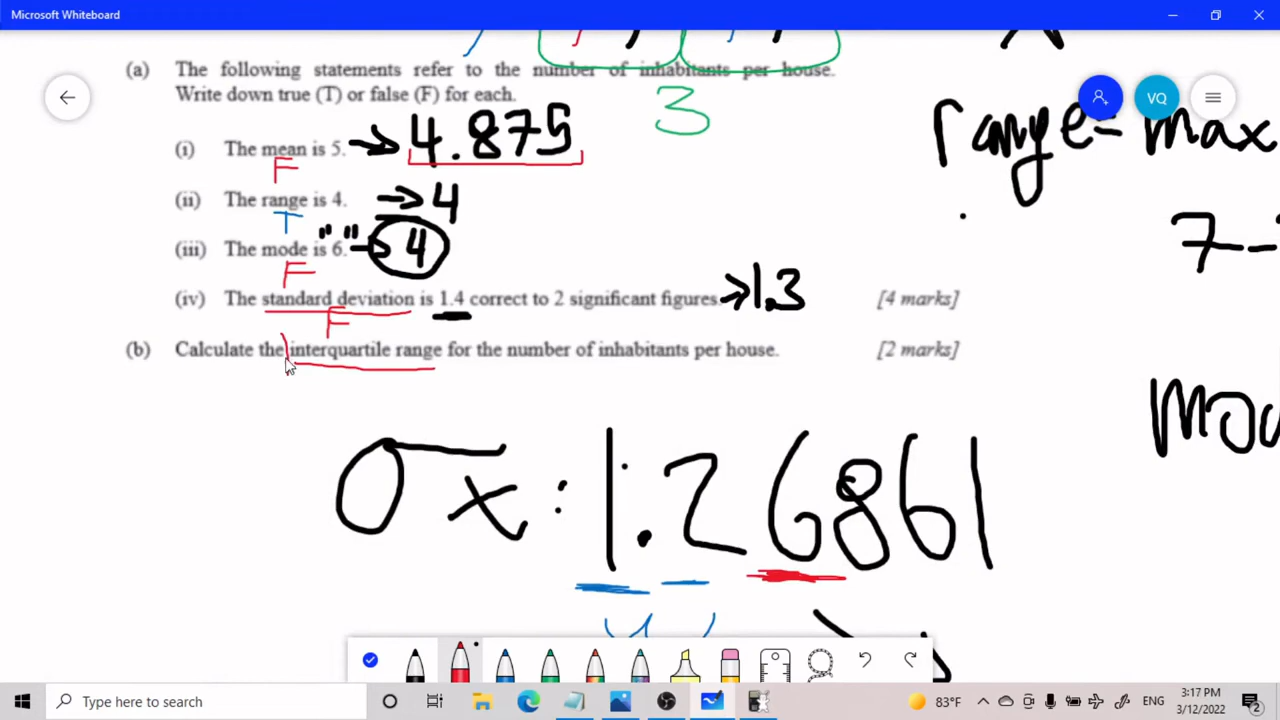 Microsoft Whiteboard
(a) The following statements refer to the number of inhabitants per house.
Write down true (T) or false (F) for each.
3
(i) The mean is 5. → 4.875
F
(ii) The range is 4. → 4
T
(iii) The mode is 6. "" → 4
F
(iv) The standard deviation is 1.4 correct to 2 significant figures. → 1.3 [4 marks]
F
(b) Calculate the interquartile range for the number of inhabitants per house. [2 marks]
VQ
range= max
7-
Mod
σx: 1.26861
Type here to search
83°F
ENG
3:17 PM
3/12/2022
2